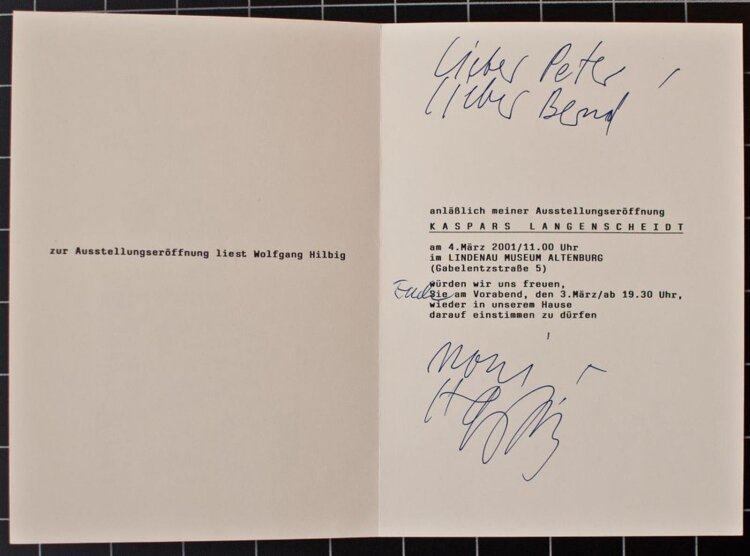 zur Ausstellungseröffnung liest Wolfgang Hilbig
Lieber Peter,
lieber Bernd
anläßlich meiner Ausstellungseröffnung
KASPARS LANGENSCHEIDT
am 4.März 2001/11.00 Uhr
im LINDENAU MUSEUM ALTENBURG
(Gabelentzstraße 5)
würden wir uns freuen,
Euch
Sie am Vorabend, den 3.März/ab 19.30 Uhr,
wieder in unserem Hause
darauf einstimmen zu dürfen